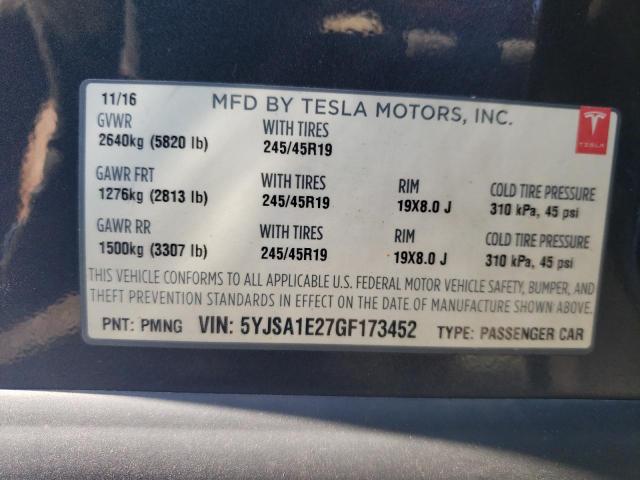 11/16 MFD BY TESLA MOTORS, INC.
GVWR WITH TIRES
2640kg (5820 lb) 245/45R19
TESLA
GAWR FRT WITH TIRES RIM COLD TIRE PRESSURE
1276kg (2813 lb) 245/45R19 19X8.0 J 310 kPa, 45 psi
GAWR RR WITH TIRES RIM COLD TIRE PRESSURE
1500kg (3307 lb) 245/45R19 19X8.0 J 310 kPa, 45 psi
THIS VEHICLE CONFORMS TO ALL APPLICABLE U.S. FEDERAL MOTOR VEHICLE SAFETY, BUMPER, AND
THEFT PREVENTION STANDARDS IN EFFECT ON THE DATE OF MANUFACTURE SHOWN ABOVE.
PNT: PMNG VIN: 5YJSA1E27GF173452 TYPE: PASSENGER CAR